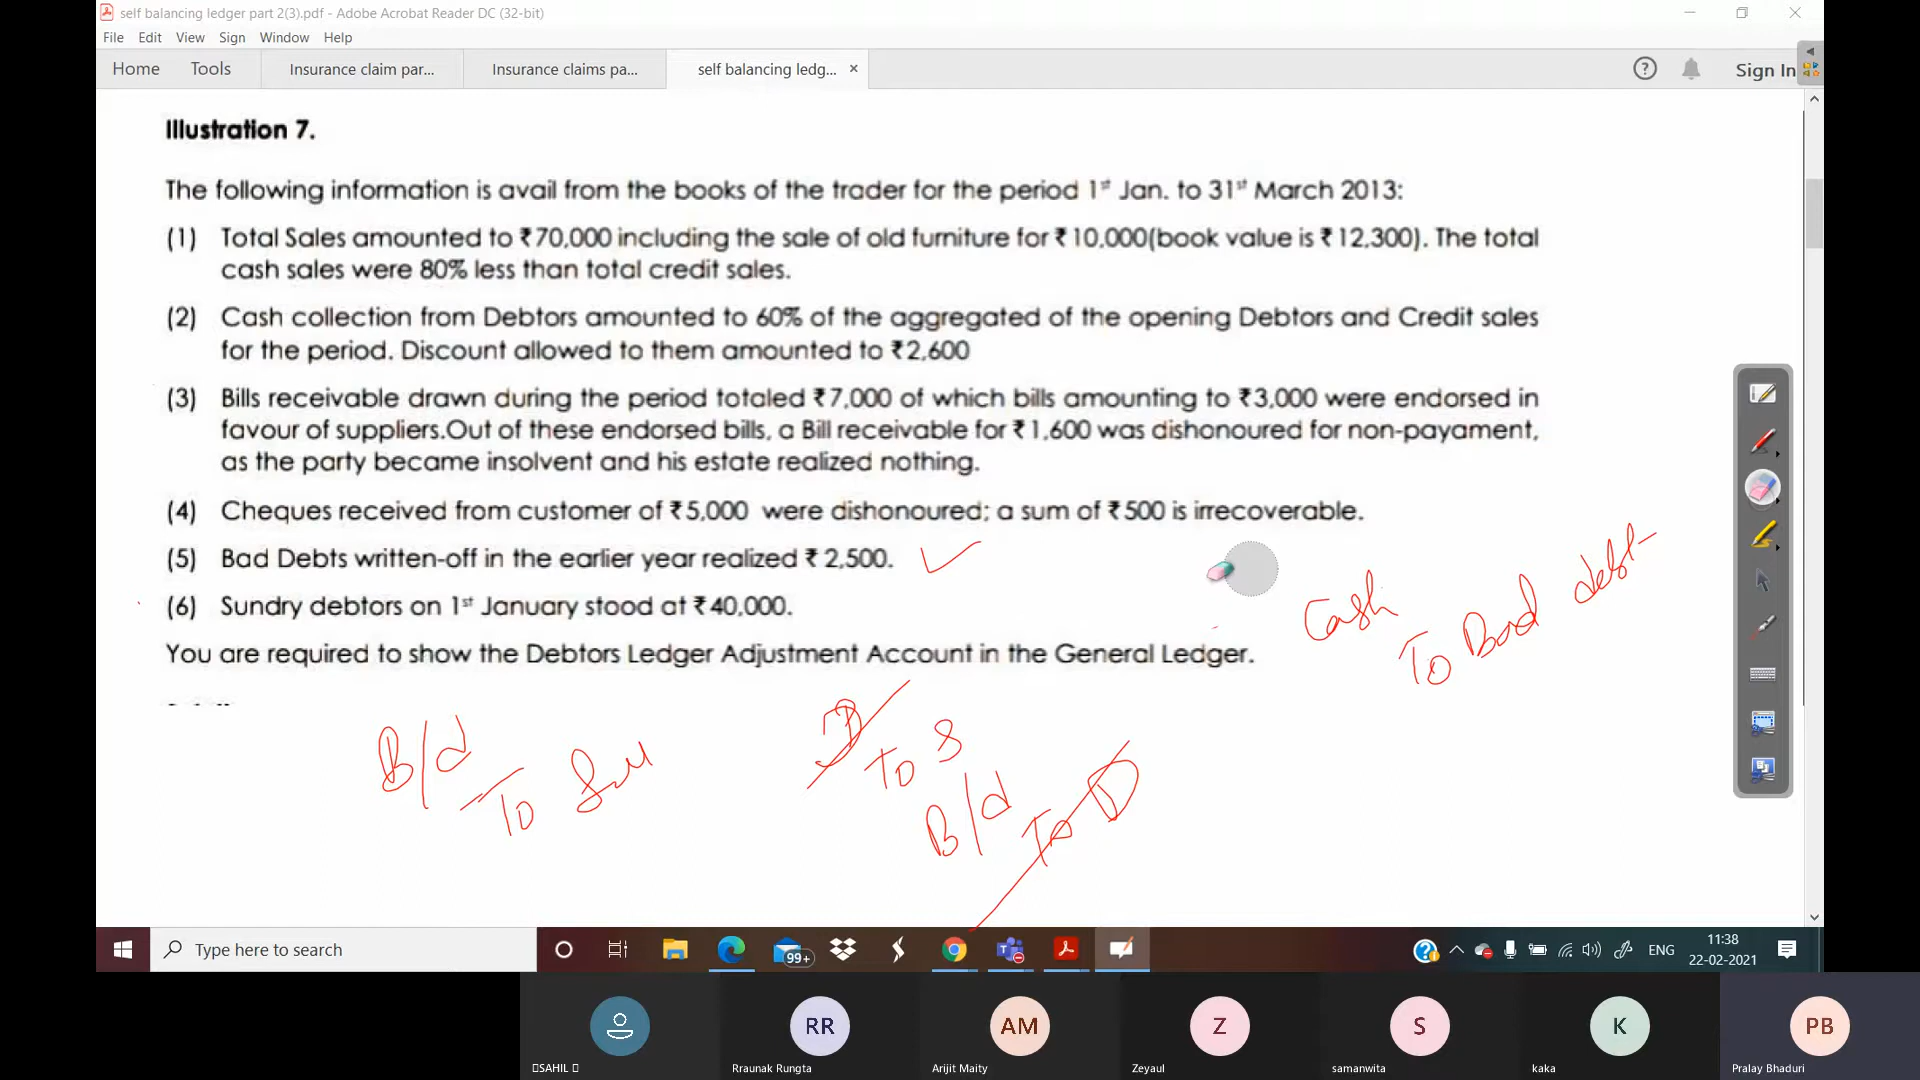 self balancing ledger part 2(3).pdf - Adobe Acrobat Reader DC (32-bit)
File Edit View Sign Window Help
Home Tools Insurance claim par... Insurance claims pa... self balancing ledg... × Sign In
Illustration 7.
The following information is avail from the books of the trader for the period 1st Jan. to 31st March 2013:
(1) Total Sales amounted to ₹70,000 including the sale of old furniture for ₹10,000(book value is ₹12,300). The total
cash sales were 80% less than total credit sales.
(2) Cash collection from Debtors amounted to 60% of the aggregated of the opening Debtors and Credit sales
for the period. Discount allowed to them amounted to ₹2,600
(3) Bills receivable drawn during the period totaled ₹7,000 of which bills amounting to ₹3,000 were endorsed in
favour of suppliers.Out of these endorsed bills, a Bill receivable for ₹1,600 was dishonoured for non-payament,
as the party became insolvent and his estate realized nothing.
(4) Cheques received from customer of ₹5,000 were dishonoured; a sum of ₹500 is irrecoverable.
(5) Bad Debts written-off in the earlier year realized ₹2,500.
(6) Sundry debtors on 1st January stood at ₹40,000.
You are required to show the Debtors Ledger Adjustment Account in the General Ledger.
Cash
To Bad debt
B/d
To
To S
B/d
To D
Type here to search
99+
ENG
11:38
22-02-2021
RR AM Z S K PB
SAHIL Rraunak Rungta Arijit Maity Zeyaul samanwita kaka Pralay Bhaduri